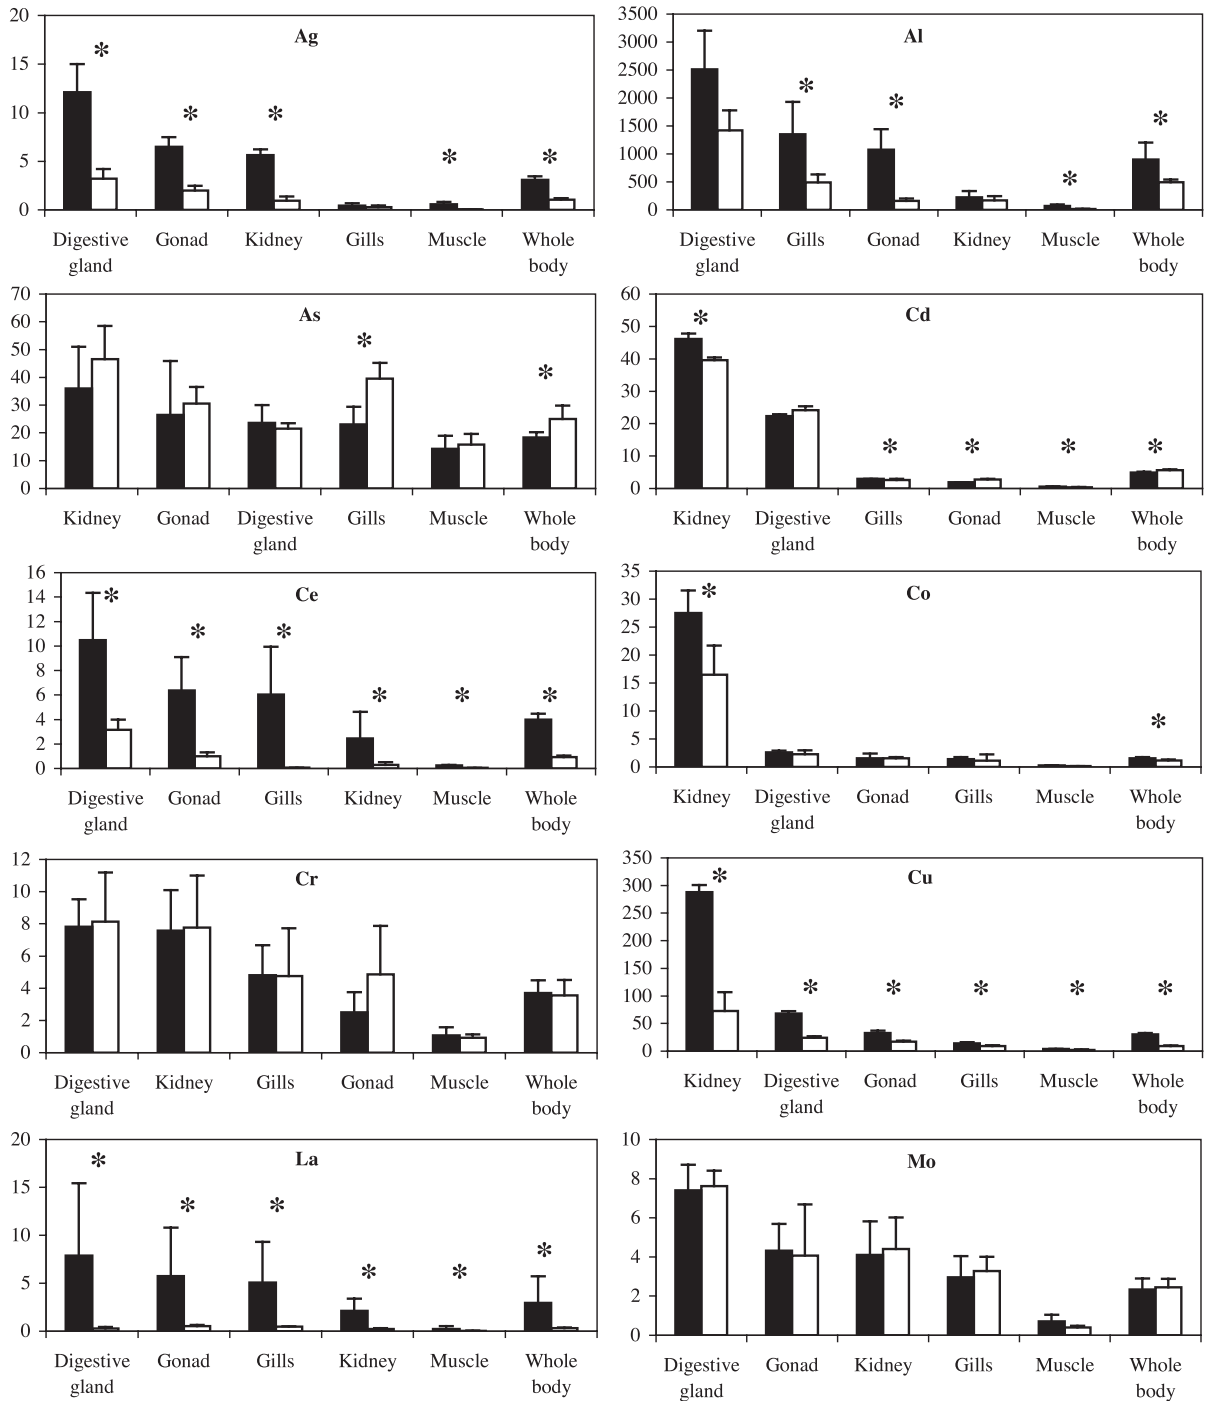 Ag
20
15
10
5
0
* * * * *
Digestive gland Gonad Kidney Gills Muscle Whole body
Al
3500
3000
2500
2000
1500
1000
500
0
* * * *
Digestive gland Gills Gonad Kidney Muscle Whole body
As
70
60
50
40
30
20
10
0
* *
Kidney Gonad Digestive gland Gills Muscle Whole body
Cd
60
50
40
30
20
10
0
* * * * *
Kidney Digestive gland Gills Gonad Muscle Whole body
Ce
16
14
12
10
8
6
4
2
0
* * * * * *
Digestive gland Gonad Gills Kidney Muscle Whole body
Co
35
30
25
20
15
10
5
0
* *
Kidney Digestive gland Gonad Gills Muscle Whole body
Cr
12
10
8
6
4
2
0
Digestive gland Kidney Gills Gonad Muscle Whole body
Cu
350
300
250
200
150
100
50
0
* * * * * *
Kidney Digestive gland Gonad Gills Muscle Whole body
La
20
15
10
5
0
* * * * * *
Digestive gland Gonad Gills Kidney Muscle Whole body
Mo
10
8
6
4
2
0
Digestive gland Gonad Kidney Gills Muscle Whole body